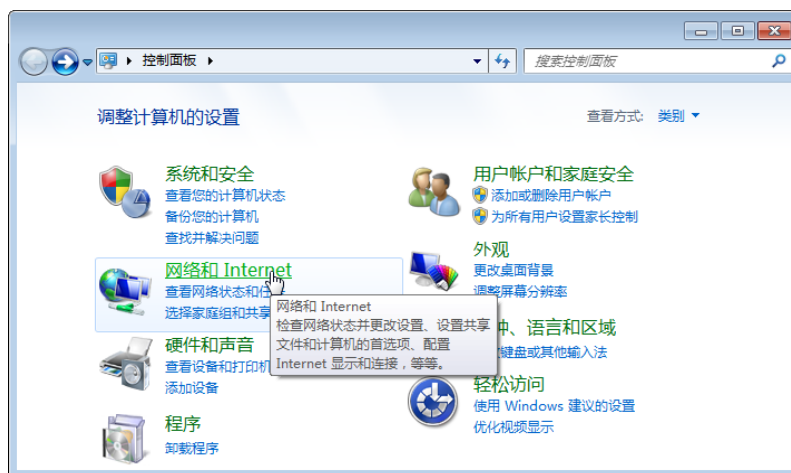 控制面板
搜索控制面板
调整计算机的设置
查看方式: 类别
系统和安全
查看您的计算机状态
备份您的计算机
查找并解决问题
网络和 Internet
查看网络状态和任
选择家庭组和共享
网络和 Internet
检查网络状态并更改设置、设置共享
文件和计算机的首选项、配置
Internet 显示和连接，等等。
硬件和声音
查看设备和打印机
添加设备
程序
卸载程序
用户帐户和家庭安全
添加或删除用户帐户
为所有用户设置家长控制
外观
更改桌面背景
调整屏幕分辨率
钟、语言和区域
键盘或其他输入法
轻松访问
使用 Windows 建议的设置
优化视频显示